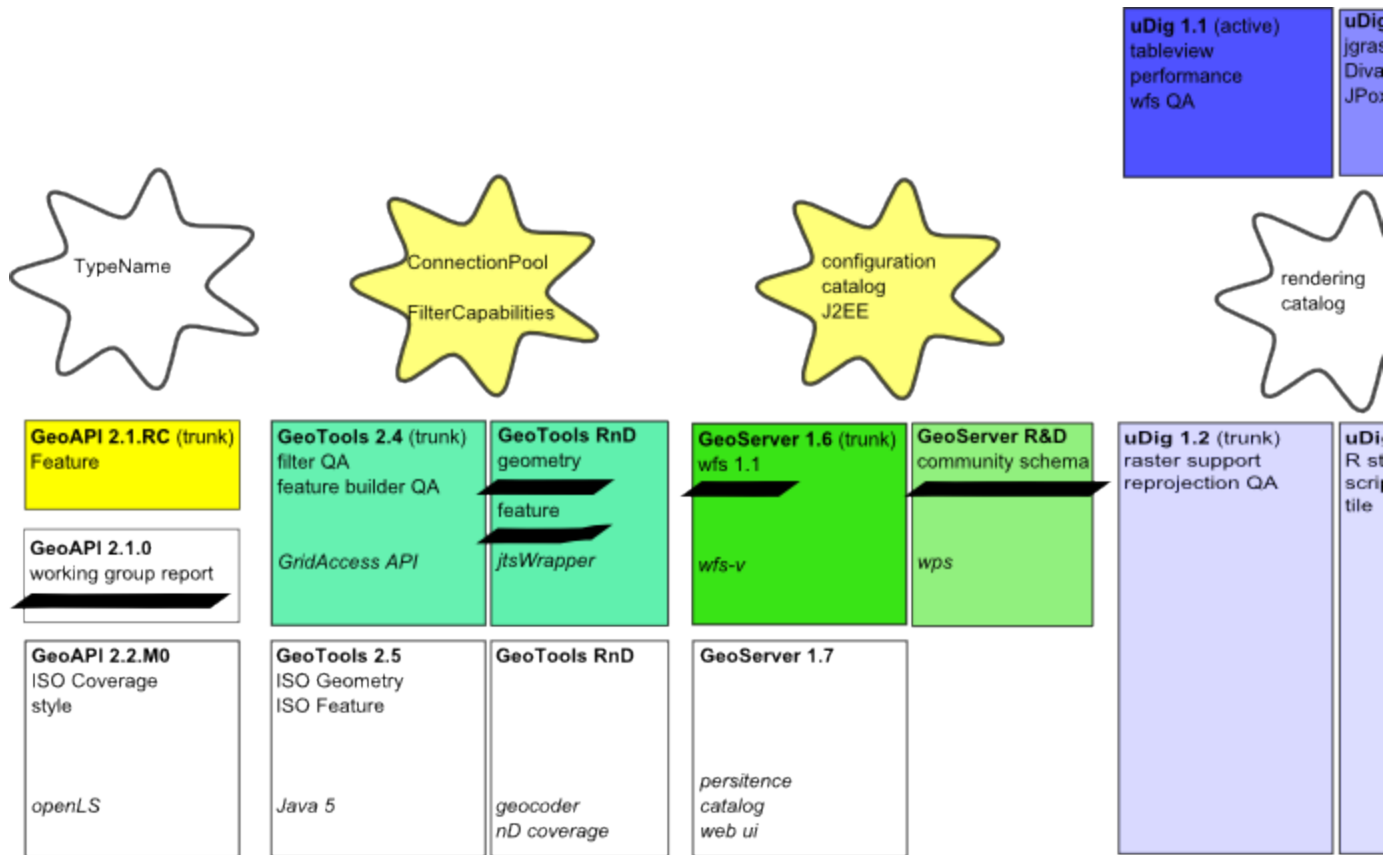 uDig 1.1 (active)
tableview
performance
wfs QA
TypeName
ConnectionPool
FilterCapabilities
configuration
catalog
J2EE
rendering
catalog
GeoAPI 2.1.RC (trunk)
Feature
GeoAPI 2.1.0
working group report
GeoAPI 2.2.M0
ISO Coverage
style
openLS
GeoTools 2.4 (trunk)
filter QA
feature builder QA
GridAccess API
GeoTools RnD
geometry
feature
jtsWrapper
GeoTools 2.5
ISO Geometry
ISO Feature
Java 5
GeoTools RnD
geocoder
nD coverage
GeoServer 1.6 (trunk)
wfs 1.1
wfs-v
GeoServer R&D
community schema
wps
GeoServer 1.7
persitence
catalog
web ui
uDig 1.2 (trunk)
raster support
reprojection QA
tile